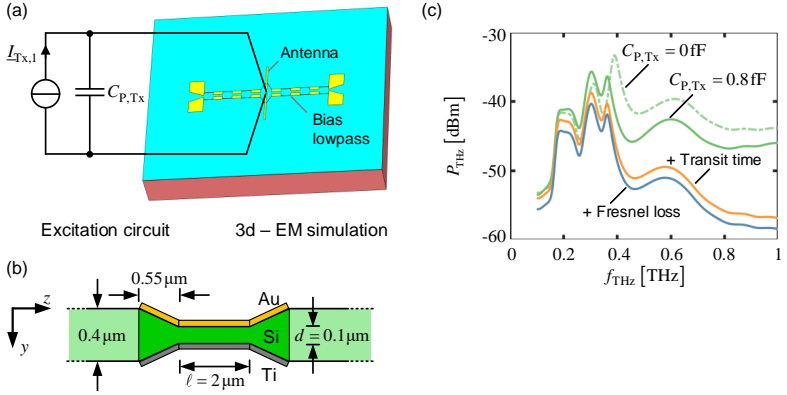 (a)
I_Tx,1
C_P,Tx
Antenna
Bias
lowpass
Excitation circuit
3d – EM simulation
(b)
0.55 μm
z
y
Au
0.4 μm
Si
d = 0.1 μm
ℓ = 2 μm
Ti
(c)
C_P,Tx = 0 fF
C_P,Tx = 0.8 fF
-40
-50
-60
P_THz [dBm]
+ Transit time
+ Fresnel loss
0
0.2
0.4
0.6
0.8
1
f_THz [THz]